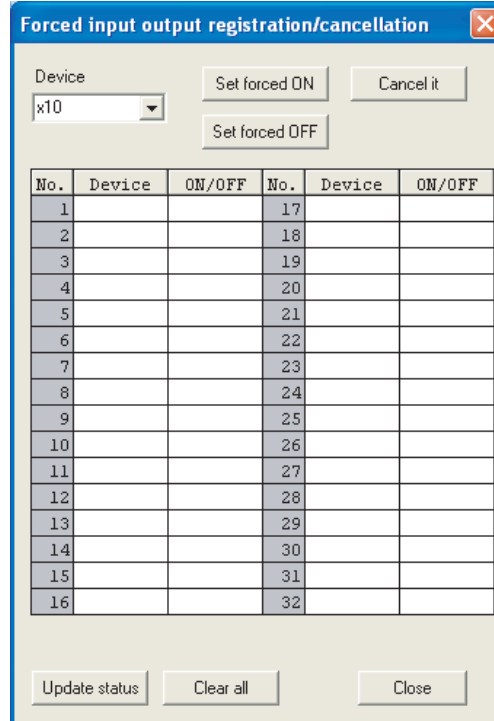 Forced input output registration/cancellation
Device
x10
Set forced ON
Cancel it
Set forced OFF
No. Device ON/OFF No. Device ON/OFF
1 17
2 18
3 19
4 20
5 21
6 22
7 23
8 24
9 25
10 26
11 27
12 28
13 29
14 30
15 31
16 32
Update status Clear all Close